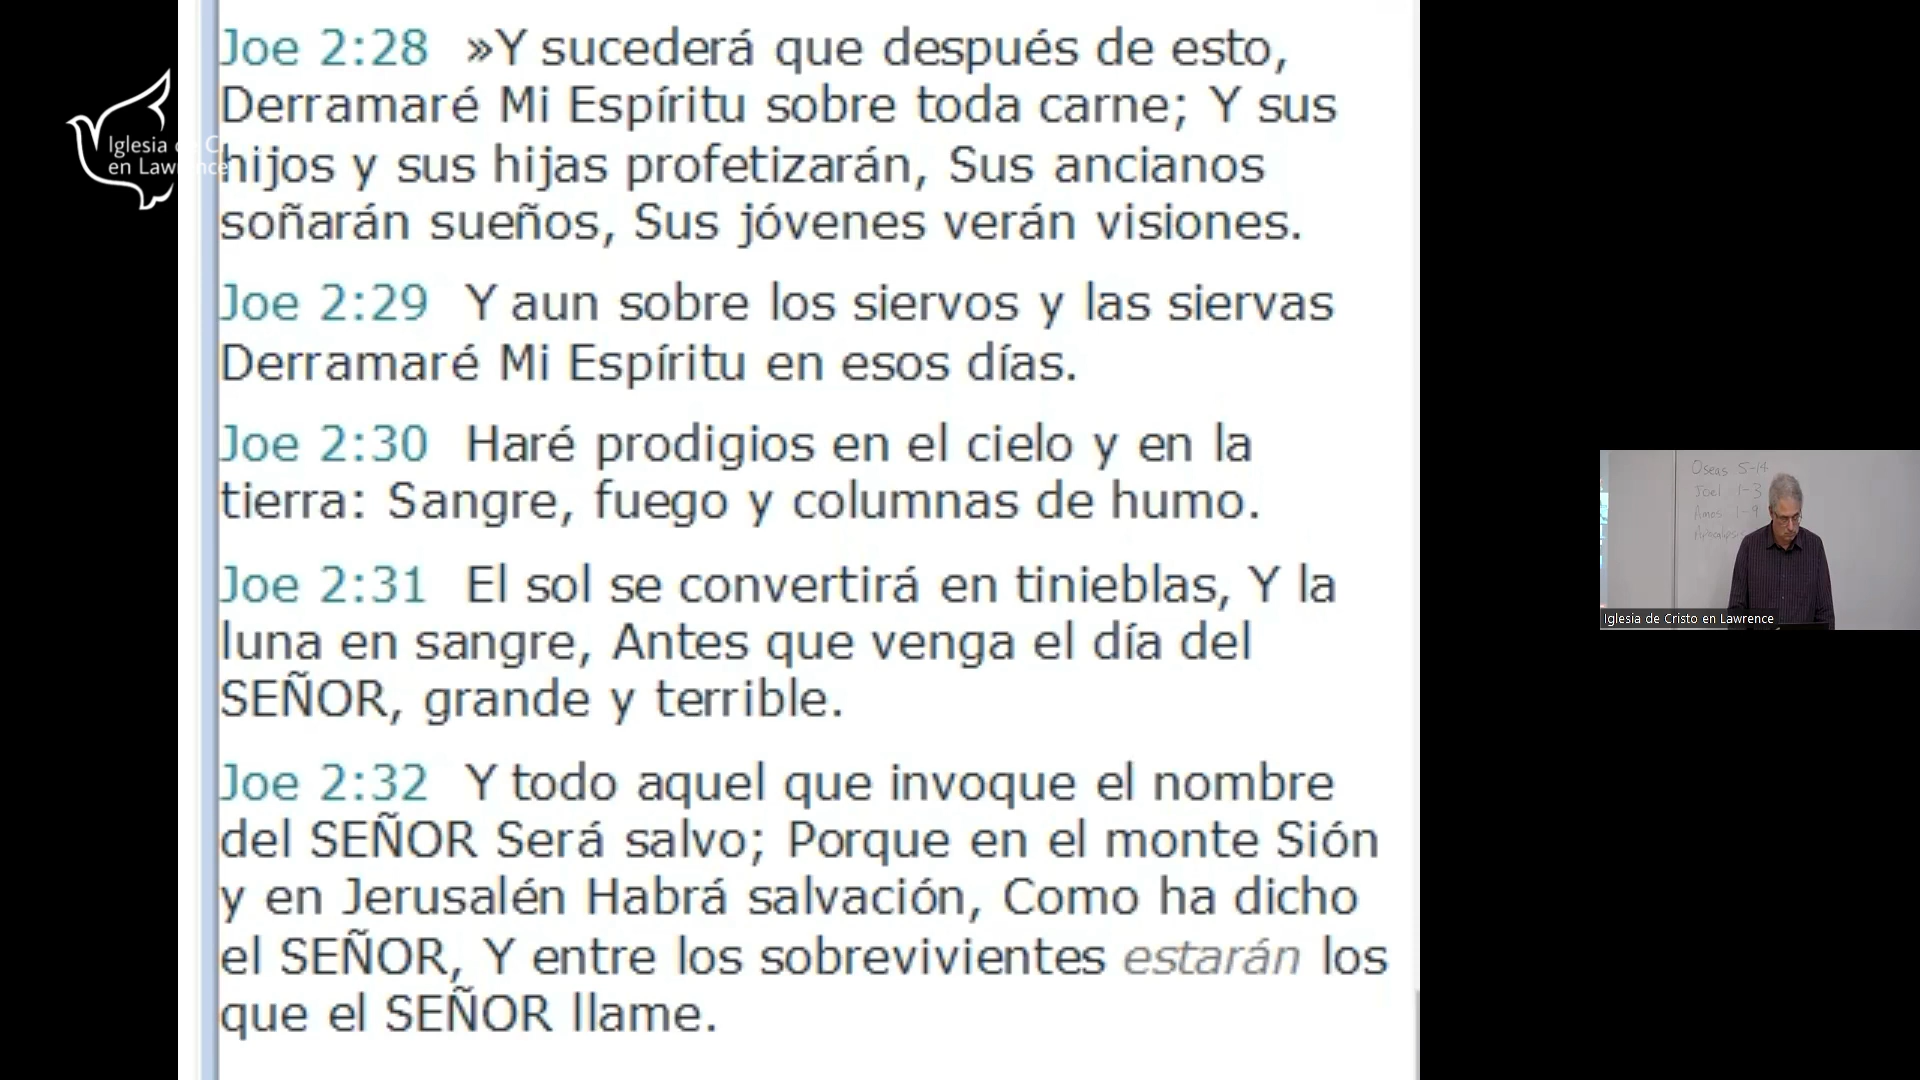 Joe 2:28 »Y sucederá que después de esto,
Derramaré Mi Espíritu sobre toda carne; Y sus
hijos y sus hijas profetizarán, Sus ancianos
soñarán sueños, Sus jóvenes verán visiones.
Joe 2:29 Y aun sobre los siervos y las siervas
Derramaré Mi Espíritu en esos días.
Joe 2:30 Haré prodigios en el cielo y en la
tierra: Sangre, fuego y columnas de humo.
Joe 2:31 El sol se convertirá en tinieblas, Y la
luna en sangre, Antes que venga el día del
SEÑOR, grande y terrible.
Joe 2:32 Y todo aquel que invoque el nombre
del SEÑOR Será salvo; Porque en el monte Sión
y en Jerusalén Habrá salvación, Como ha dicho
el SEÑOR, Y entre los sobrevivientes estarán los
que el SEÑOR llame.
Iglesia de C
en Lawrence
Oseas 5-14
Joel 1-3
Amos 1-9
Iglesia de Cristo en Lawrence